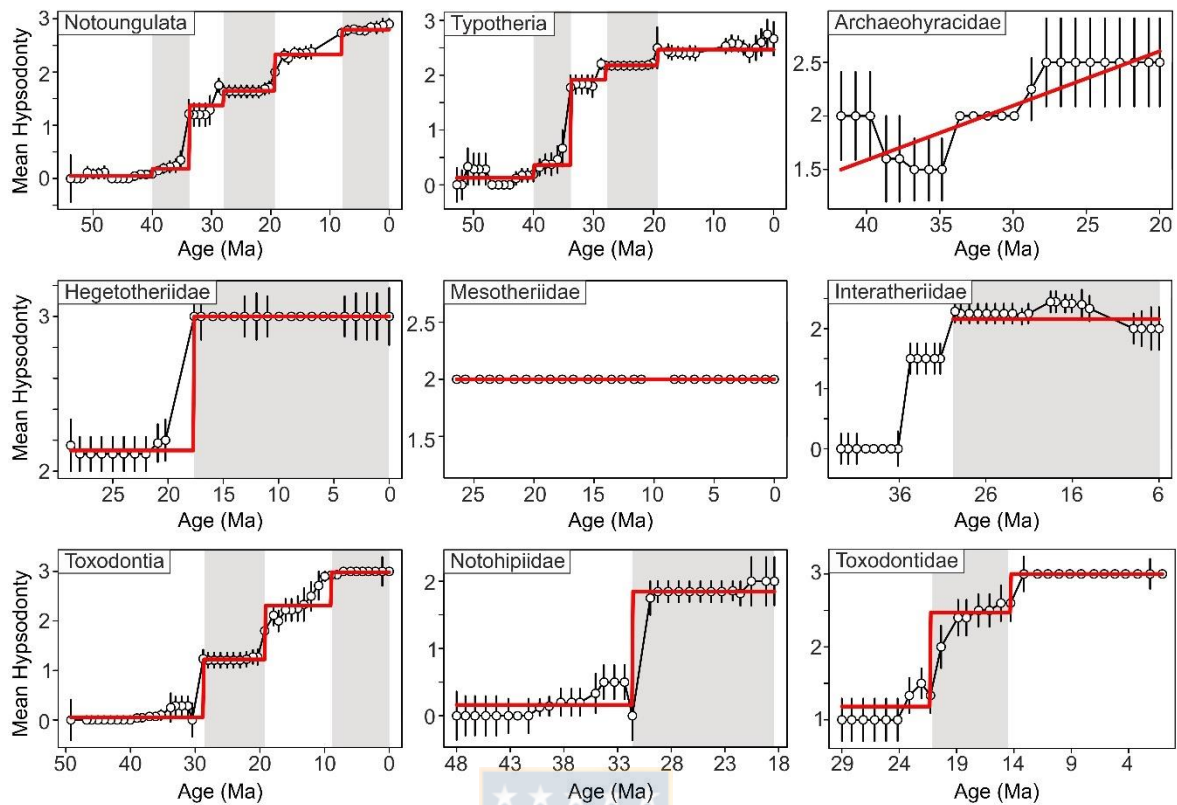 Notoungulata
Typotheria
Archaeohyracidae
Mean Hypsodonty
3
2
1
0
50 40 30 20 10 0
Age (Ma)
3
2
1
0
50 40 30 20 10 0
Age (Ma)
2.5
2
1.5
40 35 30 25 20
Age (Ma)
Hegetotheriidae
Mesotheriidae
Interatheriidae
Mean Hypsodonty
3
2
25 20 15 10 5 0
Age (Ma)
2.5
2
1.5
25 20 15 10 5 0
Age (Ma)
2
1
0
36 26 16 6
Age (Ma)
Toxodontia
Notohipiidae
Toxodontidae
Mean Hypsodonty
3
2
1
0
50 40 30 20 10 0
Age (Ma)
2
1
0
48 43 38 33 28 23 18
Age (Ma)
3
2
1
29 24 19 14 9 4
Age (Ma)